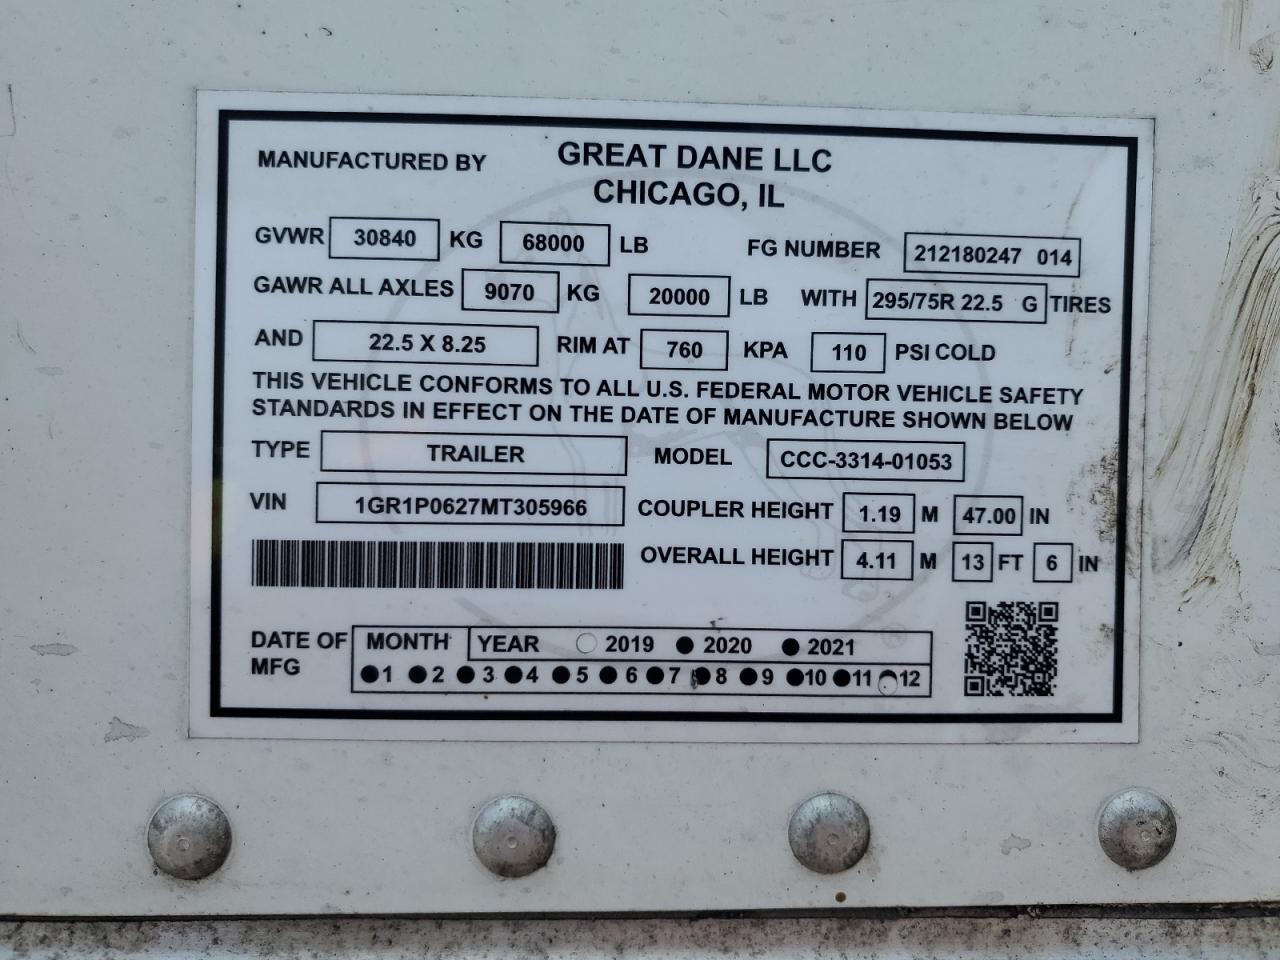 MANUFACTURED BY GREAT DANE LLC
CHICAGO, IL
GVWR 30840 KG 68000 LB FG NUMBER 212180247 014
GAWR ALL AXLES 9070 KG 20000 LB WITH 295/75R 22.5 G TIRES
AND 22.5 X 8.25 RIM AT 760 KPA 110 PSI COLD
THIS VEHICLE CONFORMS TO ALL U.S. FEDERAL MOTOR VEHICLE SAFETY
STANDARDS IN EFFECT ON THE DATE OF MANUFACTURE SHOWN BELOW
TYPE TRAILER MODEL CCC-3314-01053
VIN 1GR1P0627MT305966 COUPLER HEIGHT 1.19 M 47.00 IN
OVERALL HEIGHT 4.11 M 13 FT 6 IN
DATE OF MFG MONTH YEAR 2019 2020 2021
1 2 3 4 5 6 7 8 9 10 11 12
®